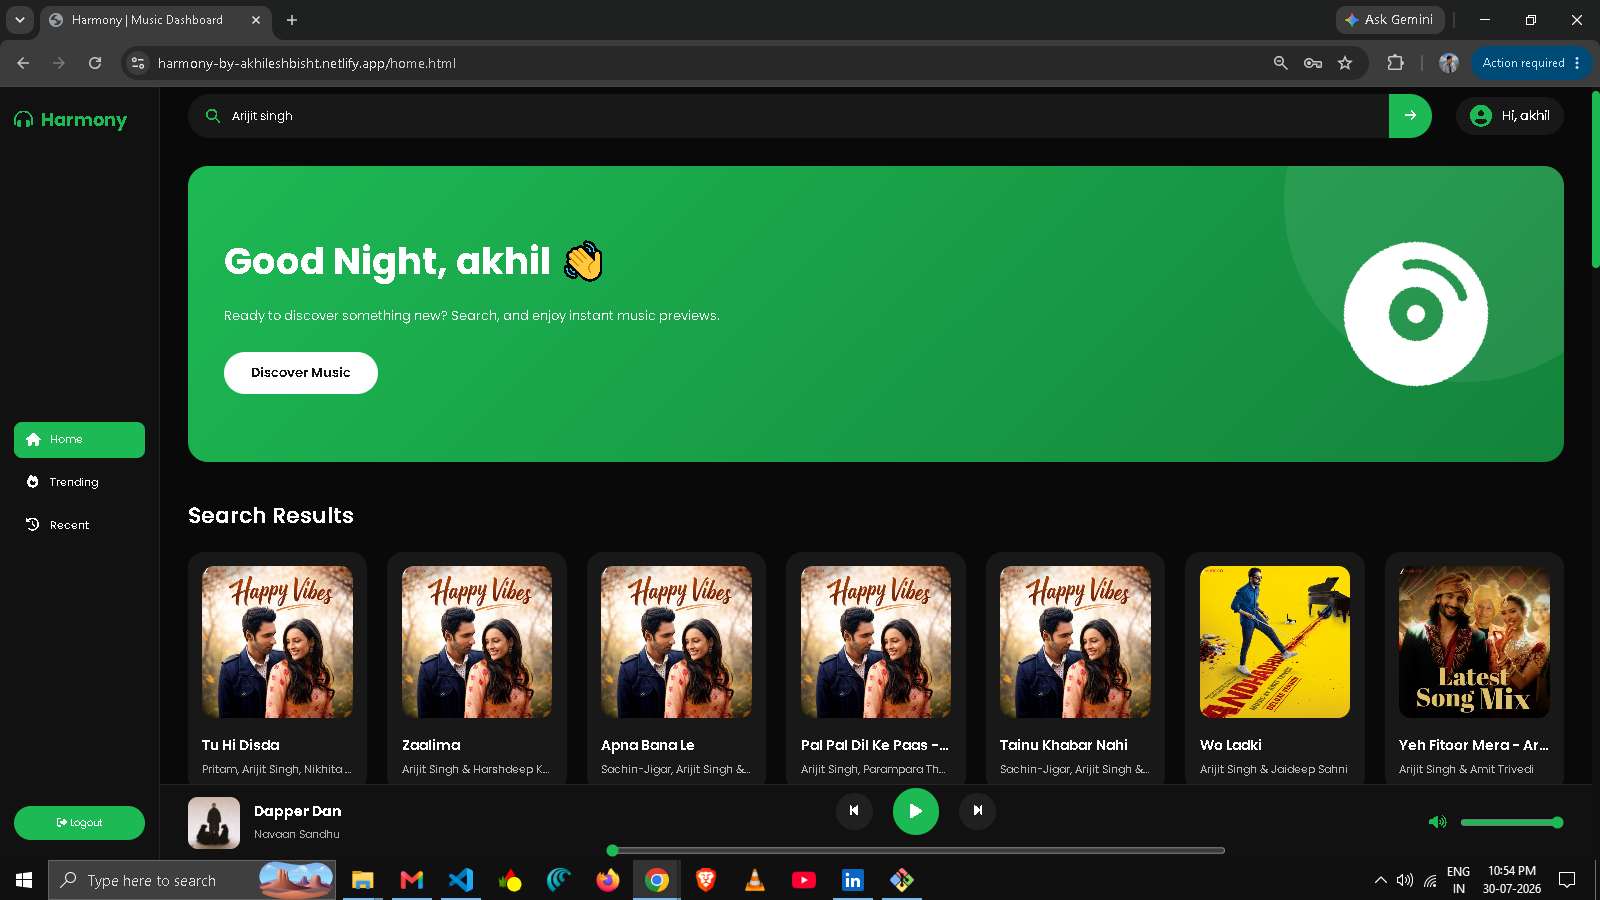 Harmony | Music Dashboard
Ask Gemini
harmony-by-akhileshbisht.netlify.app/home.html
Action required
Harmony
Arijit singh
Hi, akhil
Good Night, akhil
Ready to discover something new? Search, and enjoy instant music previews.
Discover Music
Home
Trending
Recent
Search Results
Happy Vibes
Happy Vibes
Happy Vibes
Happy Vibes
Happy Vibes
ANDHADHUN
DELUXE
Latest
Song Mix
Tu Hi Disda
Zaalima
Apna Bana Le
Pal Pal Dil Ke Paas -...
Tainu Khabar Nahi
Wo Ladki
Yeh Fitoor Mera - Ar...
Pritam, Arijit Singh, Nikhita ...
Arijit Singh & Harshdeep K...
Sachin-Jigar, Arijit Singh &...
Arijit Singh, Parampara Th...
Sachin-Jigar, Arijit Singh &...
Arijit Singh & Jaideep Sahni
Arijit Singh & Amit Trivedi
Logout
Dapper Dan
Navaan Sandhu
Type here to search
ENG
IN
10:54 PM
30-07-2026